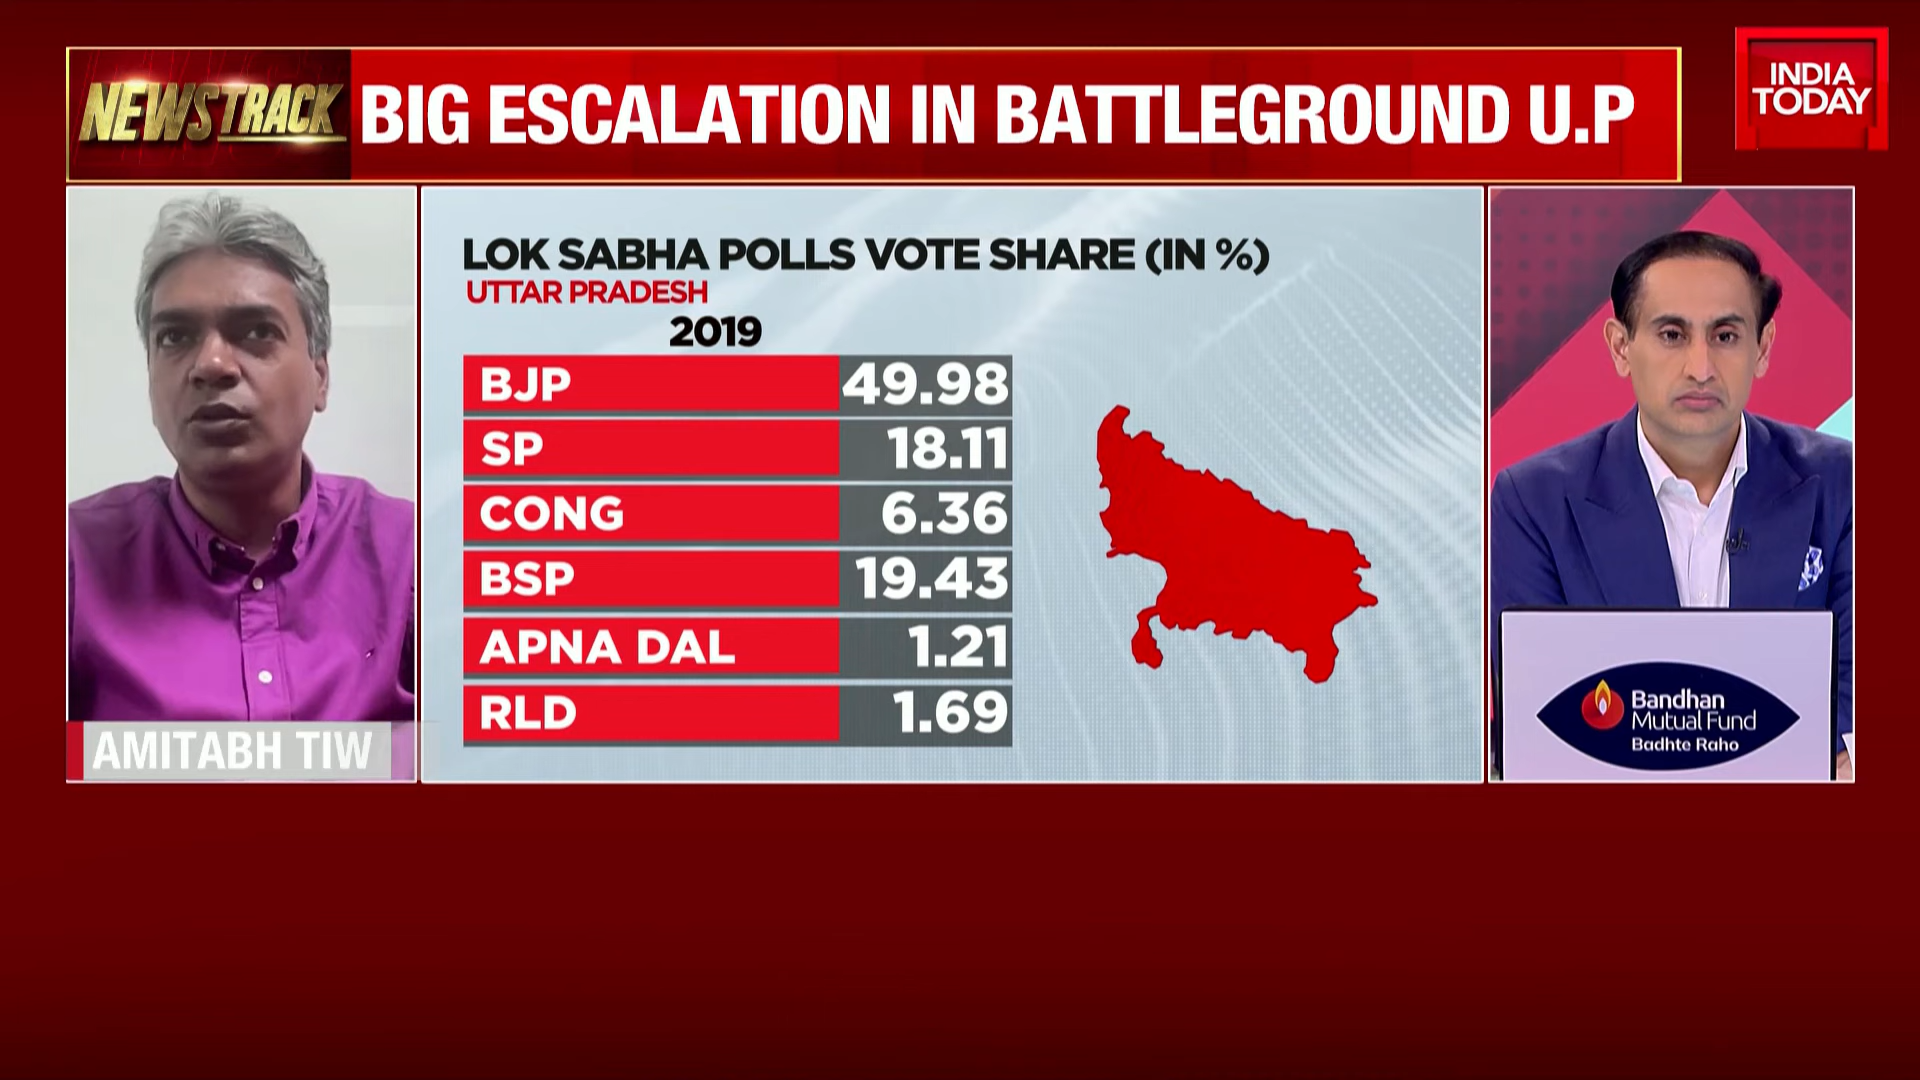 NEWSTRACK
BIG ESCALATION IN BATTLEGROUND U.P
INDIA
TODAY
LOK SABHA POLLS VOTE SHARE (IN %)
UTTAR PRADESH
2019
BJP 49.98
SP 18.11
CONG 6.36
BSP 19.43
APNA DAL 1.21
RLD 1.69
AMITABH TIW
Bandhan
Mutual Fund
Badhte Raho